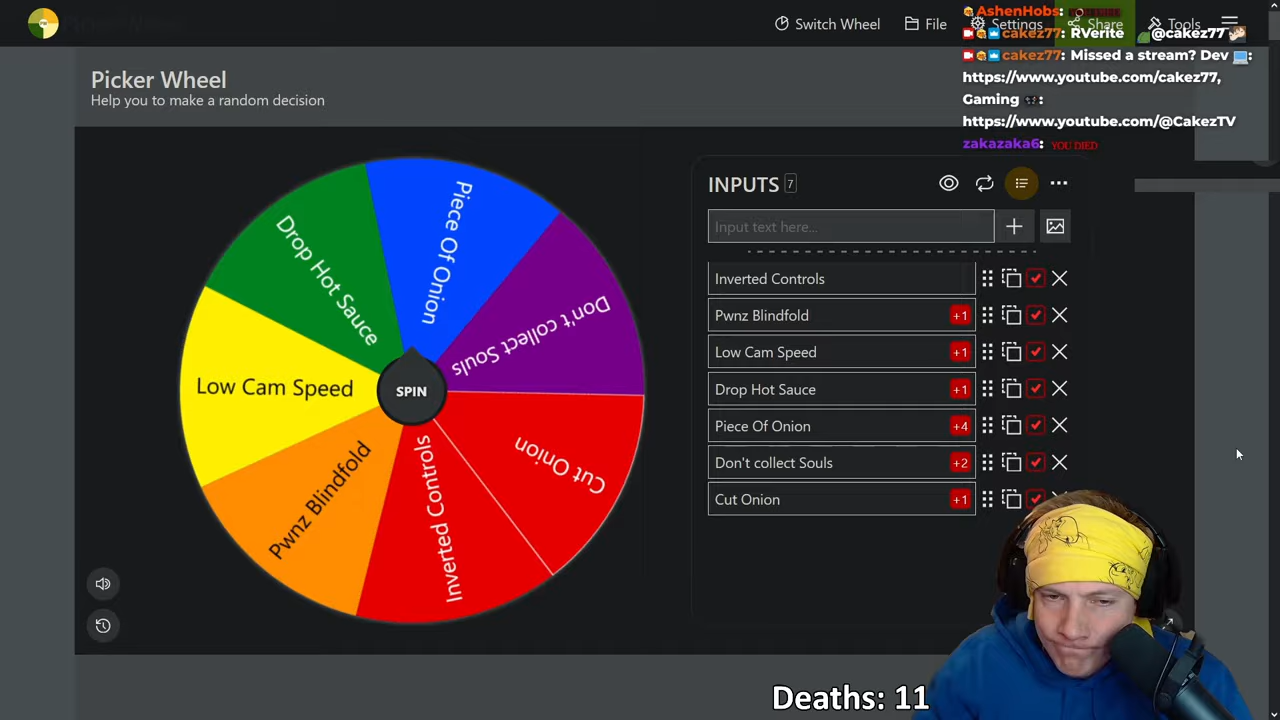 Switch Wheel
File
Settings
Share
Tools
AshenHobs:
cakez77: RVerite @cakez77
cakez77: Missed a stream? Dev :
https://www.youtube.com/cakez77,
Gaming :
https://www.youtube.com/@CakezTV
zakazaka6: YOU DIED
Picker Wheel
Help you to make a random decision
Piece Of Onion
Don't collect Souls
Cut Onion
Inverted Controls
Pwnz Blindfold
Low Cam Speed
Drop Hot Sauce
SPIN
INPUTS 7
Input text here...
Inverted Controls
Pwnz Blindfold +1
Low Cam Speed +1
Drop Hot Sauce +1
Piece Of Onion +4
Don't collect Souls +2
Cut Onion +1
Deaths: 11